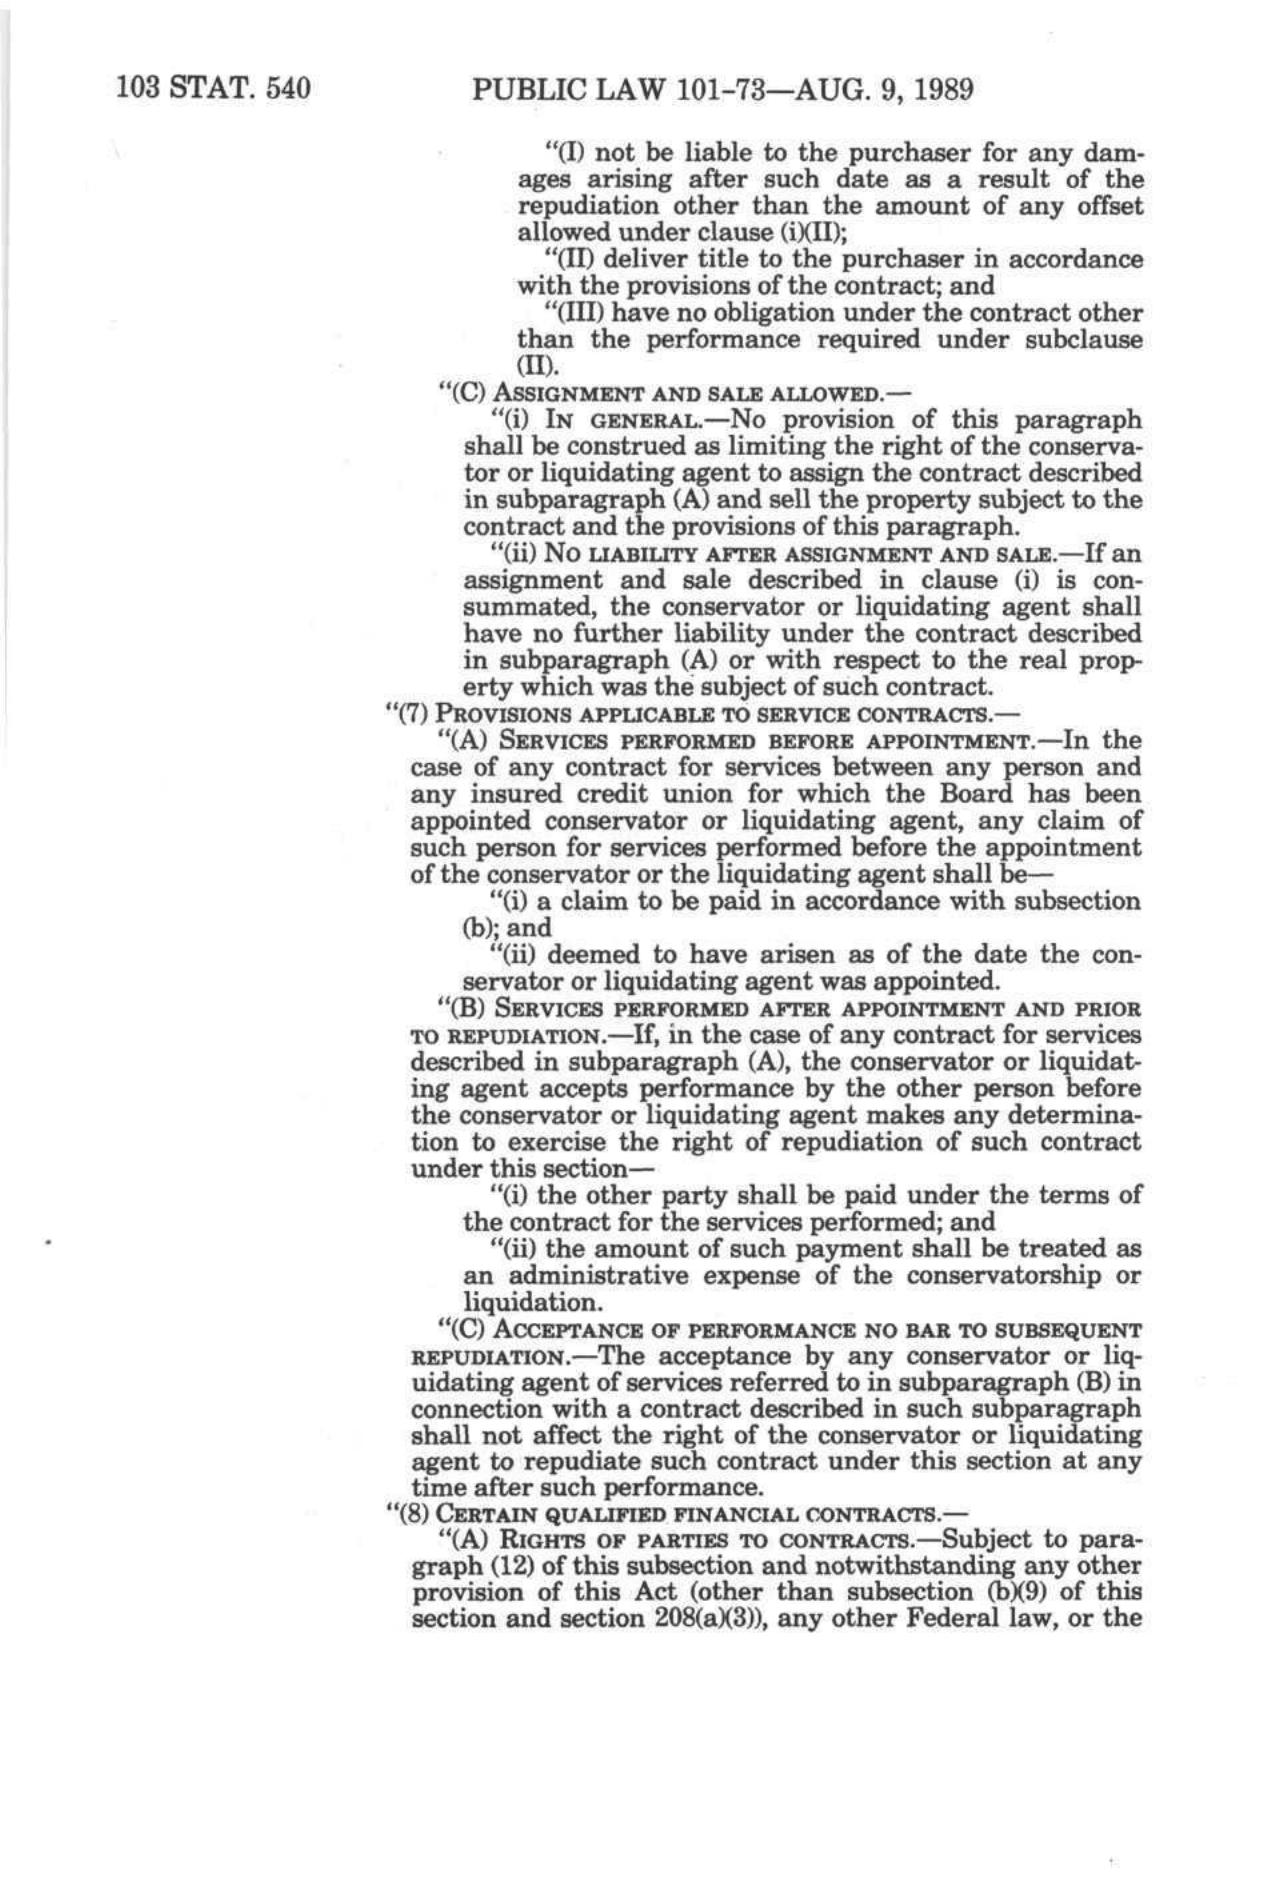 103 STAT. 540 PUBLIC LAW 101-73—AUG. 9, 1989
"(I) not be liable to the purchaser for any dam-
ages arising after such date as a result of the
repudiation other than the amount of any offset
allowed under clause (i)(II);
"(II) deliver title to the purchaser in accordance
with the provisions of the contract; and
"(III) have no obligation under the contract other
than the performance required under subclause
(II).
"(C) ASSIGNMENT AND SALE ALLOWED.—
"(i) IN GENERAL.—No provision of this paragraph
shall be construed as limiting the right of the conserva-
tor or liquidating agent to assign the contract described
in subparagraph (A) and sell the property subject to the
contract and the provisions of this paragraph.
"(ii) NO LIABILITY AFTER ASSIGNMENT AND SALE.—If an
assignment and sale described in clause (i) is con-
summated, the conservator or liquidating agent shall
have no further liability under the contract described
in subparagraph (A) or with respect to the real prop-
erty which was the subject of such contract.
"(7) PROVISIONS APPLICABLE TO SERVICE CONTRACTS.—
"(A) SERVICES PERFORMED BEFORE APPOINTMENT.—In the
case of any contract for services between any person and
any insured credit union for which the Board has been
appointed conservator or liquidating agent, any claim of
such person for services performed before the appointment
of the conservator or the liquidating agent shall be—
"(i) a claim to be paid in accordance with subsection
(b); and
"(ii) deemed to have arisen as of the date the con-
servator or liquidating agent was appointed.
"(B) SERVICES PERFORMED AFTER APPOINTMENT AND PRIOR
TO REPUDIATION.—If, in the case of any contract for services
described in subparagraph (A), the conservator or liquidat-
ing agent accepts performance by the other person before
the conservator or liquidating agent makes any determina-
tion to exercise the right of repudiation of such contract
under this section—
"(i) the other party shall be paid under the terms of
the contract for the services performed; and
"(ii) the amount of such payment shall be treated as
an administrative expense of the conservatorship or
liquidation.
"(C) ACCEPTANCE OF PERFORMANCE NO BAR TO SUBSEQUENT
REPUDIATION.—The acceptance by any conservator or liq-
uidating agent of services referred to in subparagraph (B) in
connection with a contract described in such subparagraph
shall not affect the right of the conservator or liquidating
agent to repudiate such contract under this section at any
time after such performance.
"(8) CERTAIN QUALIFIED FINANCIAL CONTRACTS.—
"(A) RIGHTS OF PARTIES TO CONTRACTS.—Subject to para-
graph (12) of this subsection and notwithstanding any other
provision of this Act (other than subsection (b)(9) of this
section and section 208(a)(3)), any other Federal law, or the